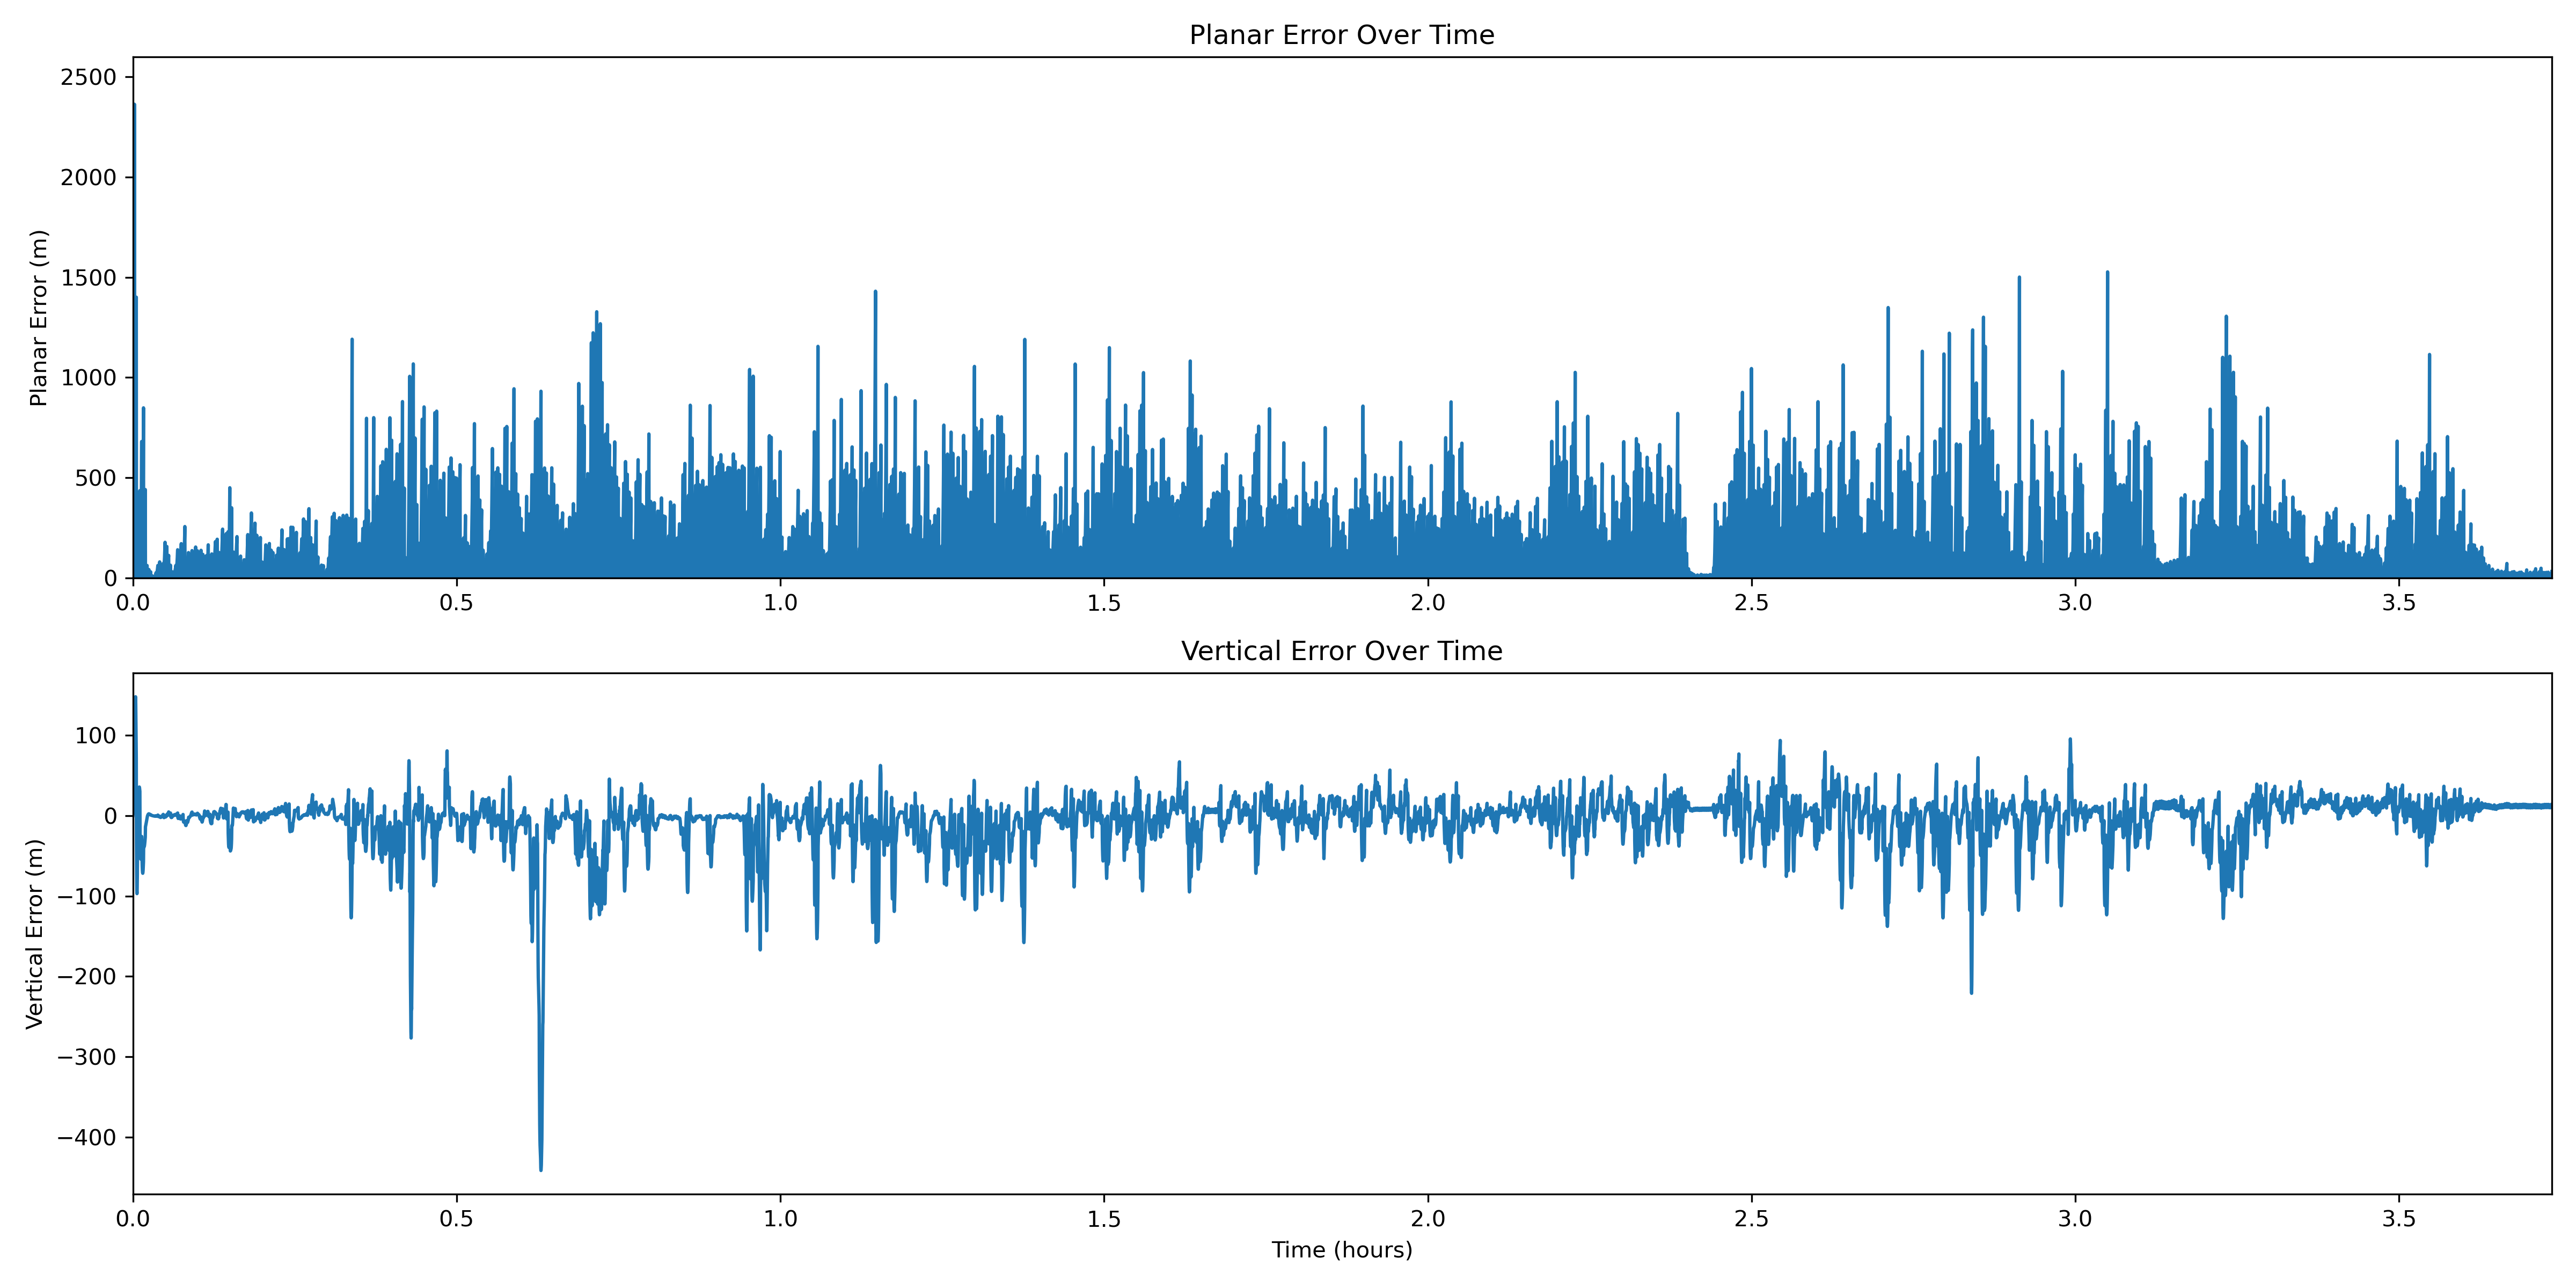 Planar Error Over Time
Planar Error (m)
2500
2000
1500
1000
500
0
0.0 0.5 1.0 1.5 2.0 2.5 3.0 3.5
Vertical Error Over Time
Vertical Error (m)
100
0
−100
−200
−300
−400
0.0 0.5 1.0 1.5 2.0 2.5 3.0 3.5
Time (hours)